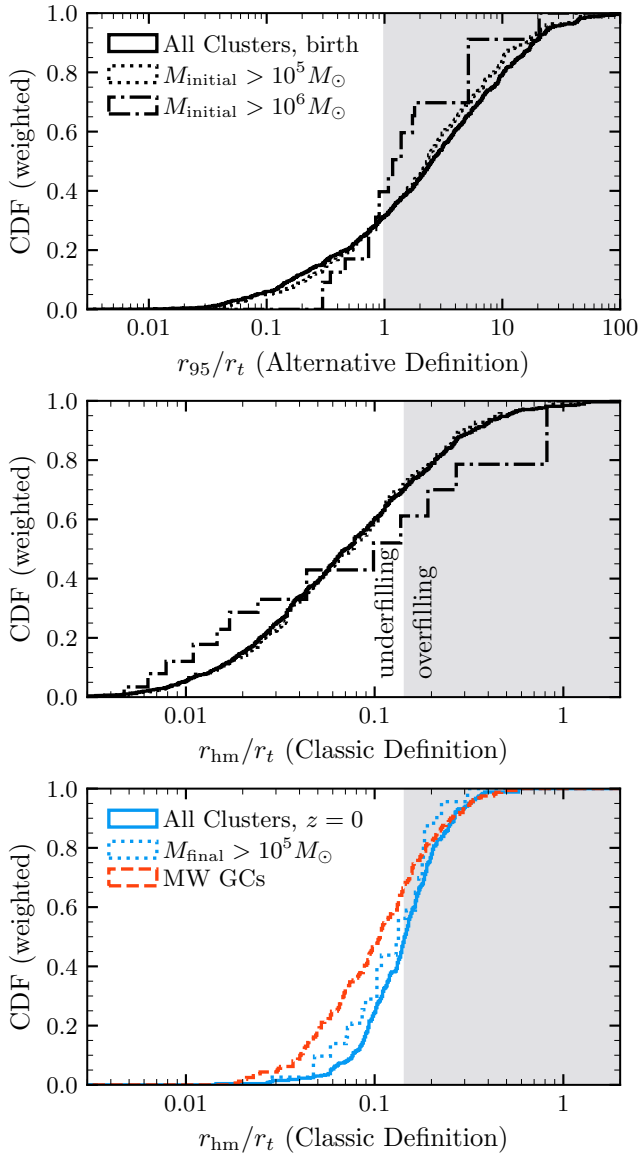 1.0
0.8
0.6
0.4
0.2
0.0
CDF (weighted)
All Clusters, birth
M_initial > 10^5 M_⊙
M_initial > 10^6 M_⊙
0.01 0.1 1 10 100
r_95/r_t (Alternative Definition)
1.0
0.8
0.6
0.4
0.2
0.0
CDF (weighted)
underfilling
overfilling
0.01 0.1 1
r_hm/r_t (Classic Definition)
1.0
0.8
0.6
0.4
0.2
0.0
CDF (weighted)
All Clusters, z = 0
M_final > 10^5 M_⊙
MW GCs
0.01 0.1 1
r_hm/r_t (Classic Definition)